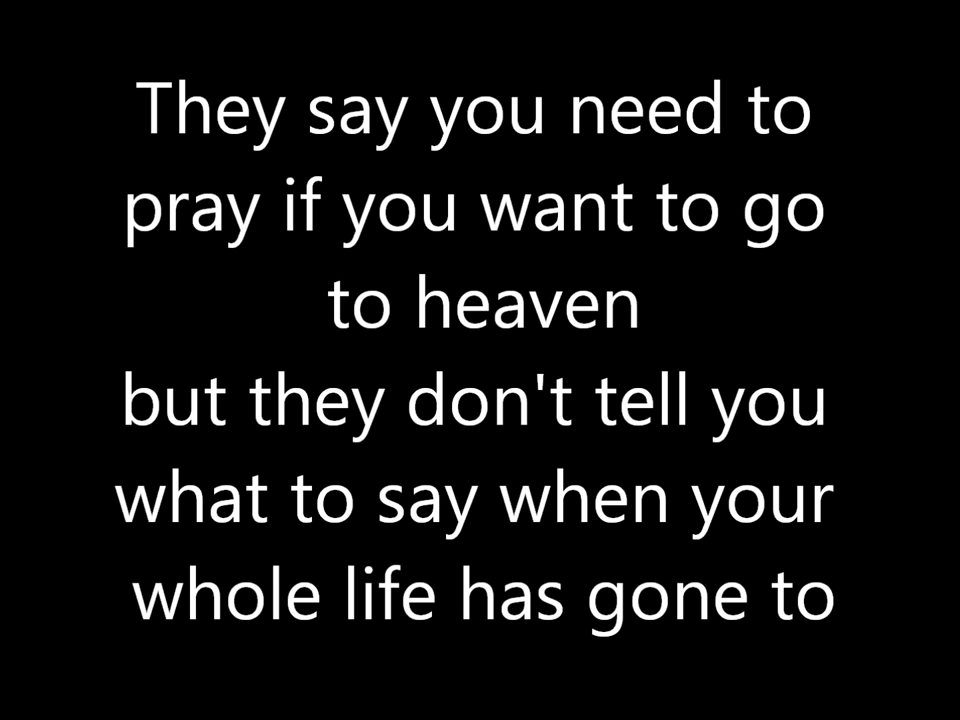 They say you need to
pray if you want to go
to heaven
but they don't tell you
what to say when your
whole life has gone to